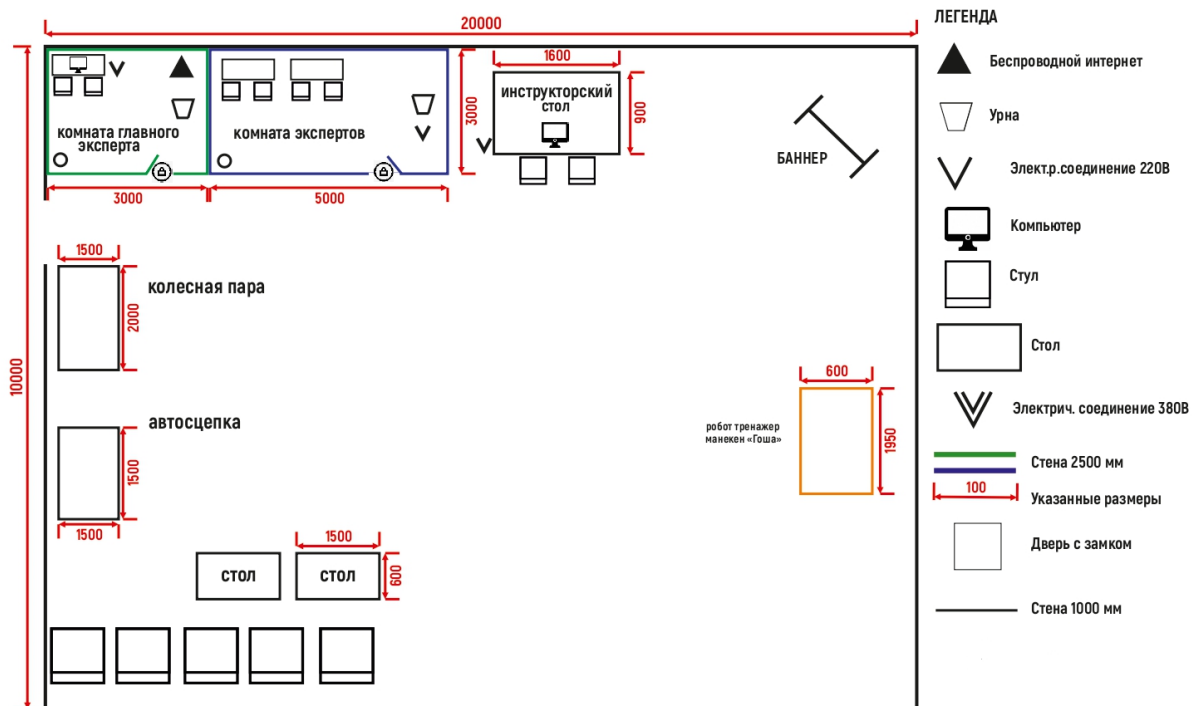 20000
ЛЕГЕНДА
1600
Беспроводной интернет
комната главного
эксперта
комната экспертов
3000
инструкторский
стол
900
БАННЕР
Урна
Элект.р.соединение 220В
3000
5000
Компьютер
1500
колесная пара
2000
Стул
10000
Стол
600
автосцепка
робот тренажер
манекен «Гоша»
1950
Электрич. соединение 380В
1500
1500
Стена 2500 мм
100
Указанные размеры
1500
стол
стол
600
Дверь с замком
Стена 1000 мм